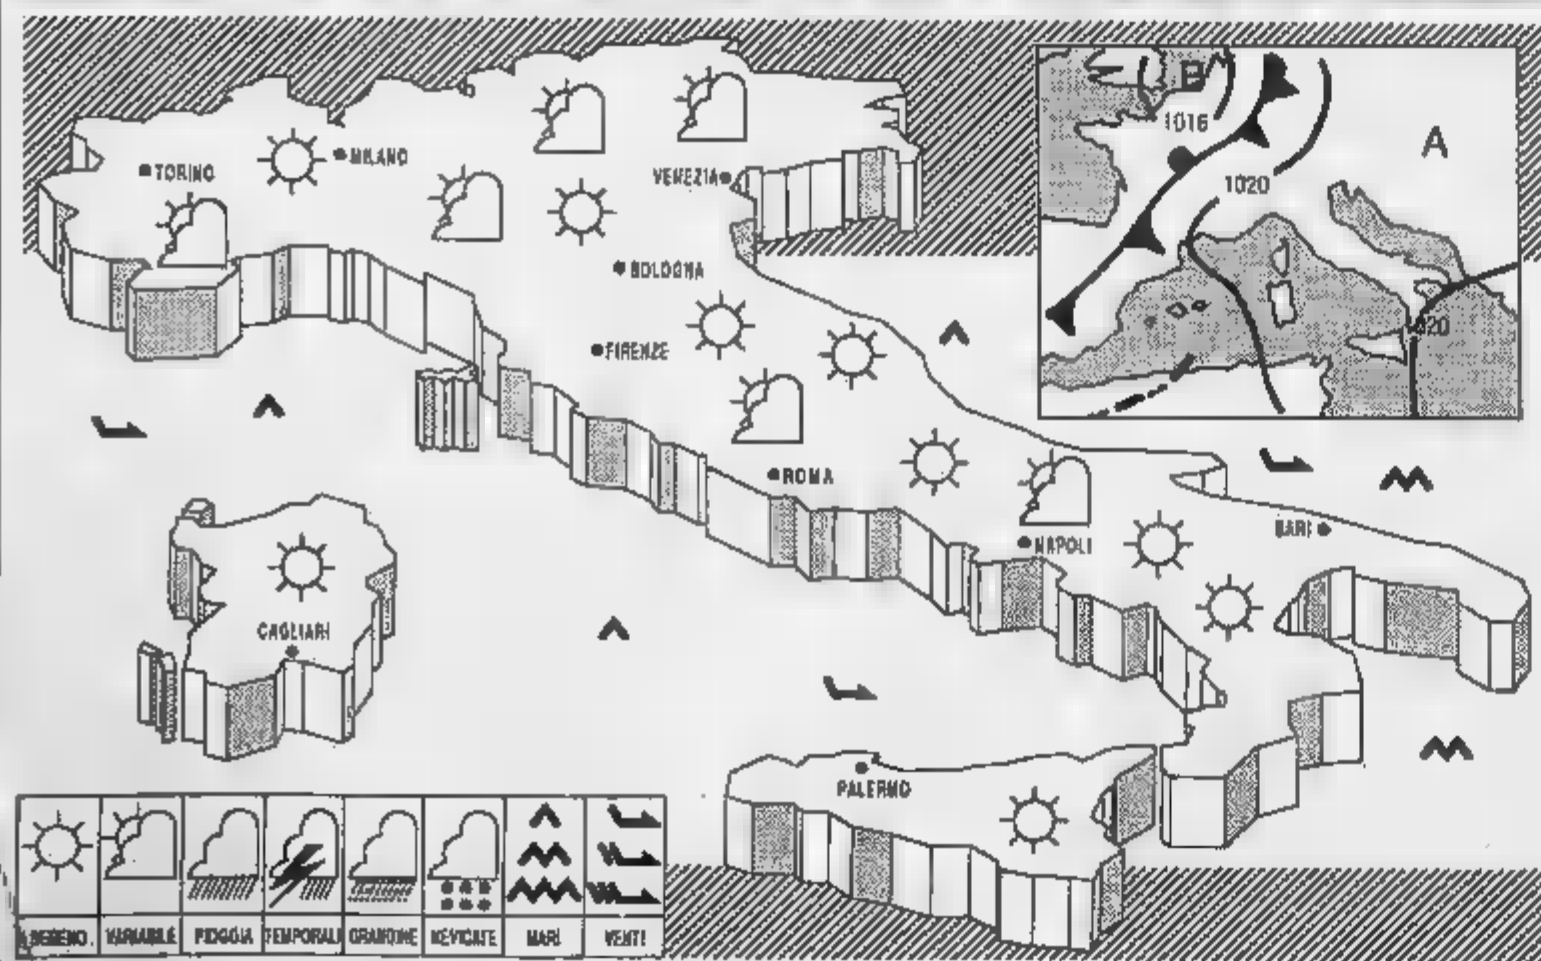 B
1016
A
1020
1020
TORINO
MILANO
VENEZIA
BOLOGNA
FIRENZE
ROMA
NAPOLI
BARI
CAGLIARI
PALERMO
SERENO. VARIABILE PIOGGIA TEMPORALI GRANDINE NEVICATE MARI VENTI